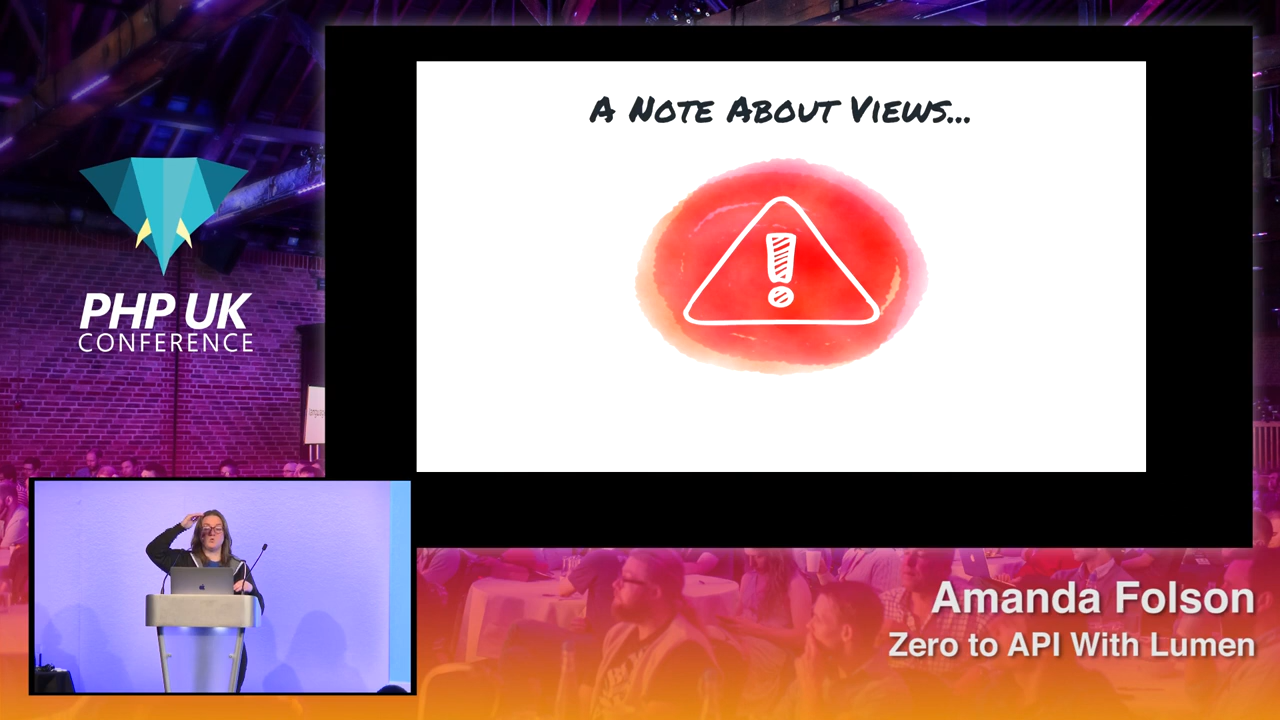 A Note About Views...
PHP UK
CONFERENCE
Amanda Folson
Zero to API With Lumen